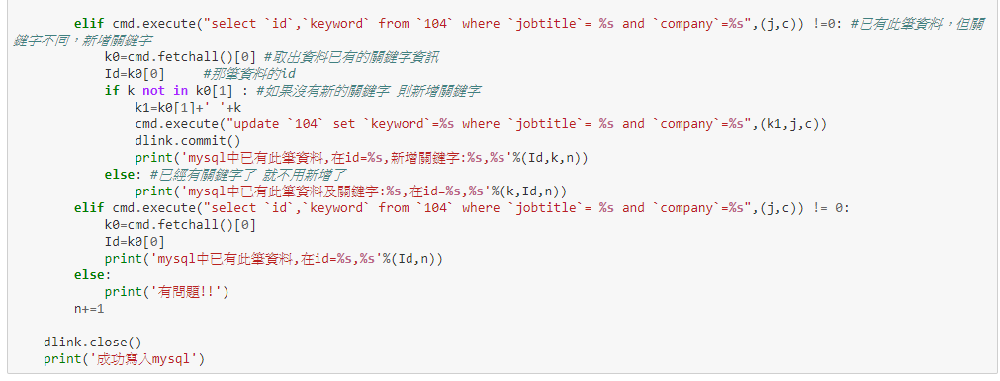 elif cmd.execute("select `id`,`keyword` from `104` where `jobtitle`= %s and `company`=%s",(j,c)) !=0: #已有此筆資料，但關
鍵字不同，新增關鍵字
            k0=cmd.fetchall()[0] #取出資料已有的關鍵字資訊
            Id=k0[0]     #那筆資料的id
            if k not in k0[1] : #如果沒有新的關鍵字 則新增關鍵字
                k1=k0[1]+' '+k
                cmd.execute("update `104` set `keyword`=%s where `jobtitle`= %s and `company`=%s",(k1,j,c))
                dlink.commit()
                print('mysql中已有此筆資料,在id=%s,新增關鍵字:%s,%s'%(Id,k,n))
            else: #已經有關鍵字了 就不用新增了
                print('mysql中已有此筆資料及關鍵字:%s,在id=%s,%s'%(k,Id,n))
        elif cmd.execute("select `id`,`keyword` from `104` where `jobtitle`= %s and `company`=%s",(j,c)) != 0:
            k0=cmd.fetchall()[0]
            Id=k0[0]
            print('mysql中已有此筆資料,在id=%s,%s'%(Id,n))
        else:
            print('有問題!!')
        n+=1

    dlink.close()
    print('成功寫入mysql')